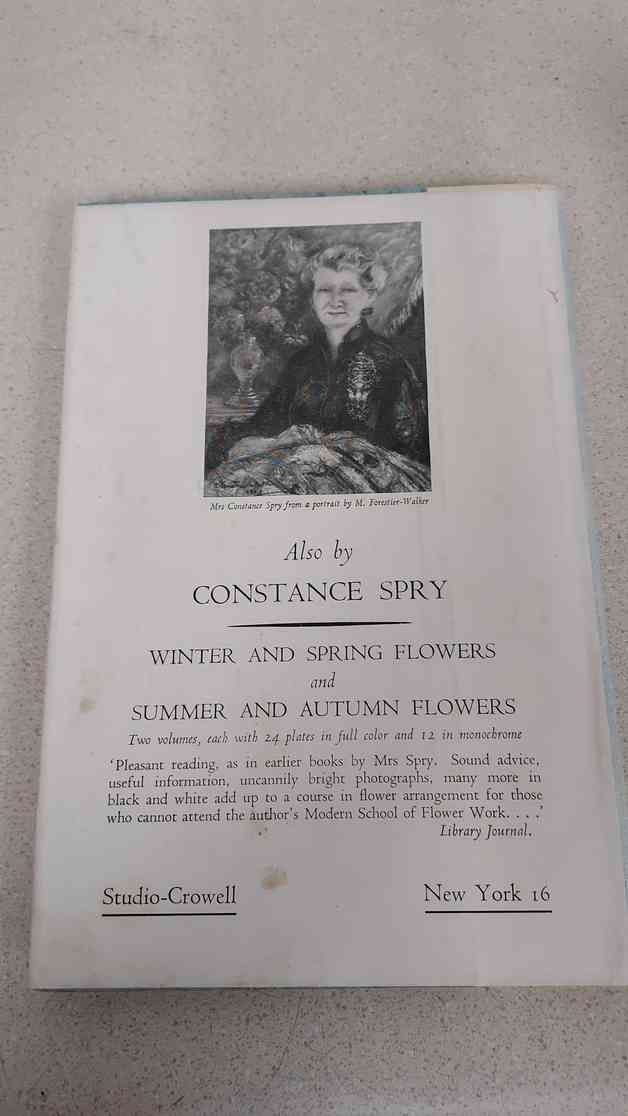 Mrs Constance Spry from a portrait by M. Forestier-Walker
Also by
CONSTANCE SPRY
WINTER AND SPRING FLOWERS
and
SUMMER AND AUTUMN FLOWERS
Two volumes, each with 24 plates in full color and 12 in monochrome
'Pleasant reading, as in earlier books by Mrs Spry. Sound advice,
useful information, uncannily bright photographs, many more in
black and white add up to a course in flower arrangement for those
who cannot attend the author's Modern School of Flower Work. . . .'
Library Journal.
Studio-Crowell
New York 16